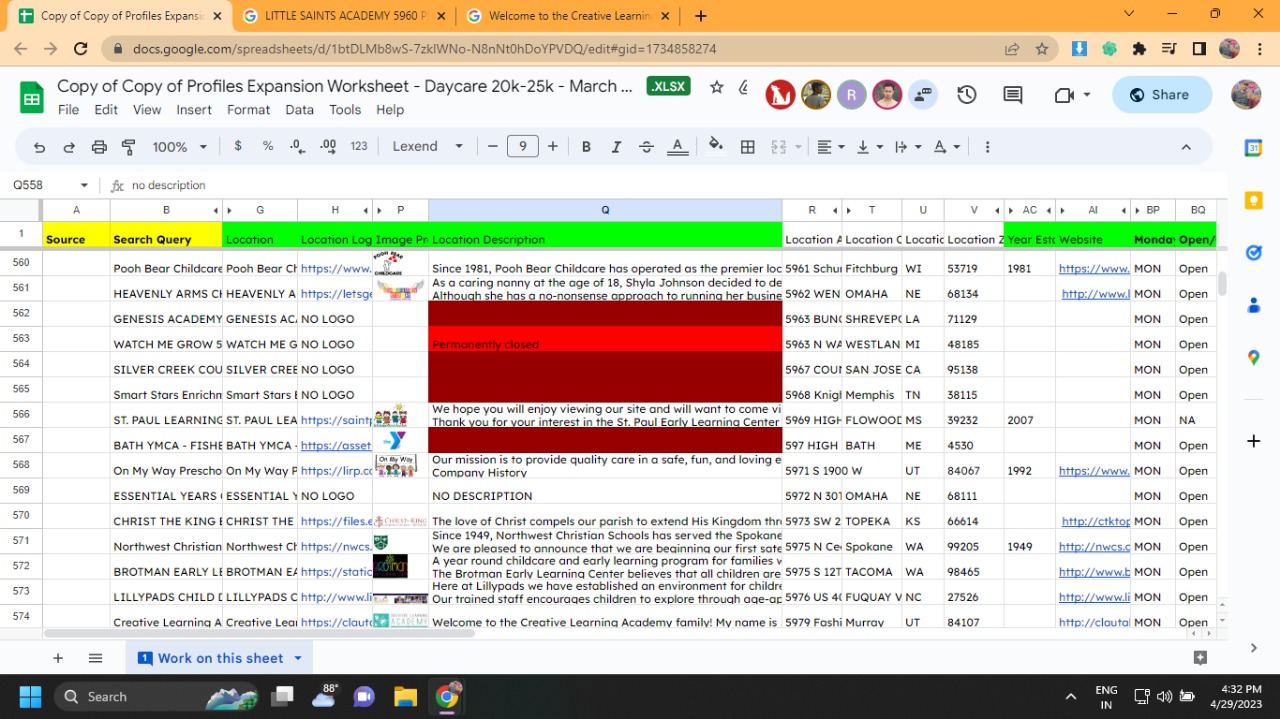 Copy of Copy of Profiles Expansi
LITTLE SAINTS ACADEMY 5960 P
Welcome to the Creative Learnin
docs.google.com/spreadsheets/d/1btDLMb8wS-7zklWNo-N8nNt0hDoYPVDQ/edit#gid=1734858274
Copy of Copy of Profiles Expansion Worksheet - Daycare 20k-25k - March ... .XLSX
R
Share
File Edit View Insert Format Data Tools Help
100% $ % .0 .00 123 Lexend 9 B I A A
31
Q558 fx no description
A B G H P Q R T U V AC AI BP BQ
1 Source Search Query Location Location Log Image Pr Location Description Location A Location C Locatic Location Z Year Est Website Monda Open/
560 Pooh Bear Childcare Pooh Bear Ch https://www. POOH BEAR CHILDCARE Since 1981, Pooh Bear Childcare has operated as the premier loc 5961 Schu Fitchburg WI 53719 1981 https://www. MON Open
561 HEAVENLY ARMS CH HEAVENLY A https://letsge As a caring nanny at the age of 18, Shyla Johnson decided to de
Although she has a no-nonsense approach to running her busine 5962 WEN OMAHA NE 68134 http://www.l MON Open
562 GENESIS ACADEMY GENESIS ACA NO LOGO 5963 BUNC SHREVEPO LA 71129 MON Open
563 WATCH ME GROW 5 WATCH ME G NO LOGO Permanently closed 5963 N WA WESTLAN MI 48185 MON Open
564 SILVER CREEK COU SILVER CREE NO LOGO 5967 COUN SAN JOSE CA 95138 MON Open
565 Smart Stars Enrichm Smart Stars E NO LOGO 5968 Knigh Memphis TN 38115 MON Open
566 ST. PAUL LEARNING ST. PAUL LEA https://saintp We hope you will enjoy viewing our site and will want to come vi
Thank you for your interest in the St. Paul Early Learning Center 5969 HIGH FLOWOOD MS 39232 2007 MON NA
567 BATH YMCA - FISHE BATH YMCA - https://asset the Y 597 HIGH BATH ME 4530 MON Open
568 On My Way Prescho On My Way P https://lirp.co On My Way Our mission is to provide quality care in a safe, fun, and loving e
Company History 5971 S 1900 W UT 84067 1992 https://www. MON Open
569 ESSENTIAL YEARS ESSENTIAL Y NO LOGO NO DESCRIPTION 5972 N 30T OMAHA NE 68111 MON Open
570 CHRIST THE KING E CHRIST THE https://files.e CHRIST KING The love of Christ compels our parish to extend His Kingdom thr 5973 SW 2 TOPEKA KS 66614 http://ctktop MON Open
571 Northwest Christian Northwest Ch https://nwcs. Since 1949, Northwest Christian Schools has served the Spokane
We are pleased to announce that we are beginning our first sate 5975 N Ce Spokane WA 99205 1949 http://nwcs.c MON Open
572 BROTMAN EARLY LE BROTMAN EA https://static brotman A year round childcare and early learning program for families w
The Brotman Early Learning Center believes that all children are 5975 S 12T TACOMA WA 98465 http://www.b MON Open
573 LILLYPADS CHILD D LILLYPADS C http://www.li Here at Lillypads we have established an environment for childre
Our trained staff encourages children to explore through age-ap 5976 US 40 FUQUAY V NC 27526 http://www.li MON Open
574 Creative Learning A Creative Lear https://clauta ACADEMY Welcome to the Creative Learning Academy family! My name is 5979 Fashi Murray UT 84107 http://clautal MON Open
1 Work on this sheet
Search 88° ENG 4:32 PM
IN 4/29/2023